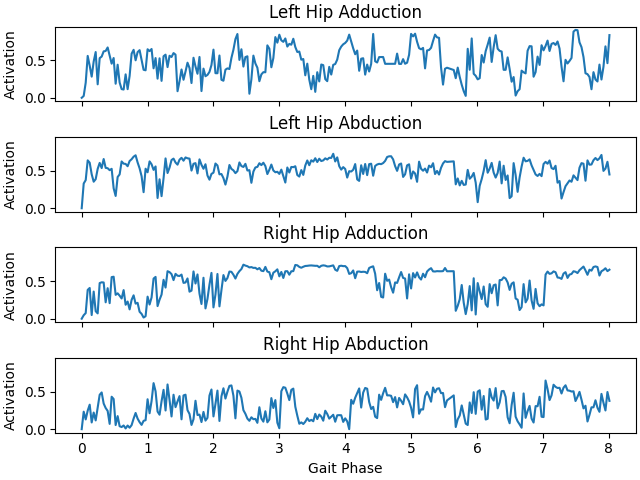 Left Hip Adduction
Activation
0.5
0.0
Left Hip Abduction
Activation
0.5
0.0
Right Hip Adduction
Activation
0.5
0.0
Right Hip Abduction
Activation
0.5
0.0
0 1 2 3 4 5 6 7 8
Gait Phase